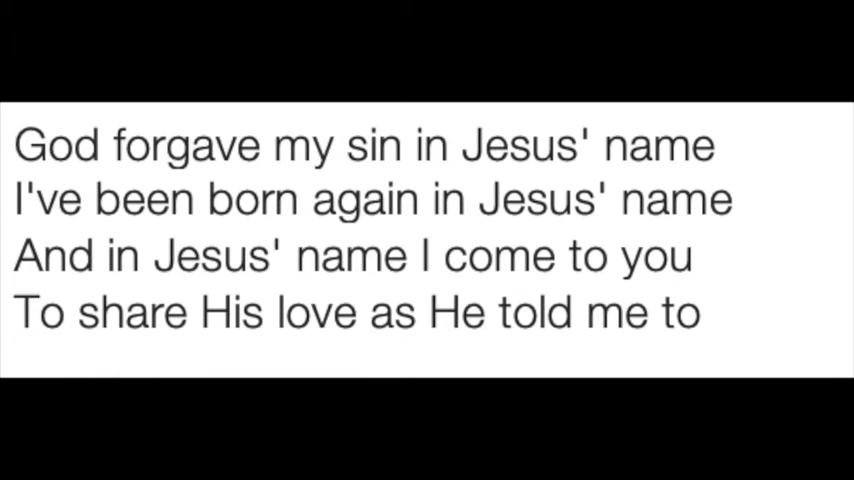 God forgave my sin in Jesus' name
I've been born again in Jesus' name
And in Jesus' name I come to you
To share His love as He told me to